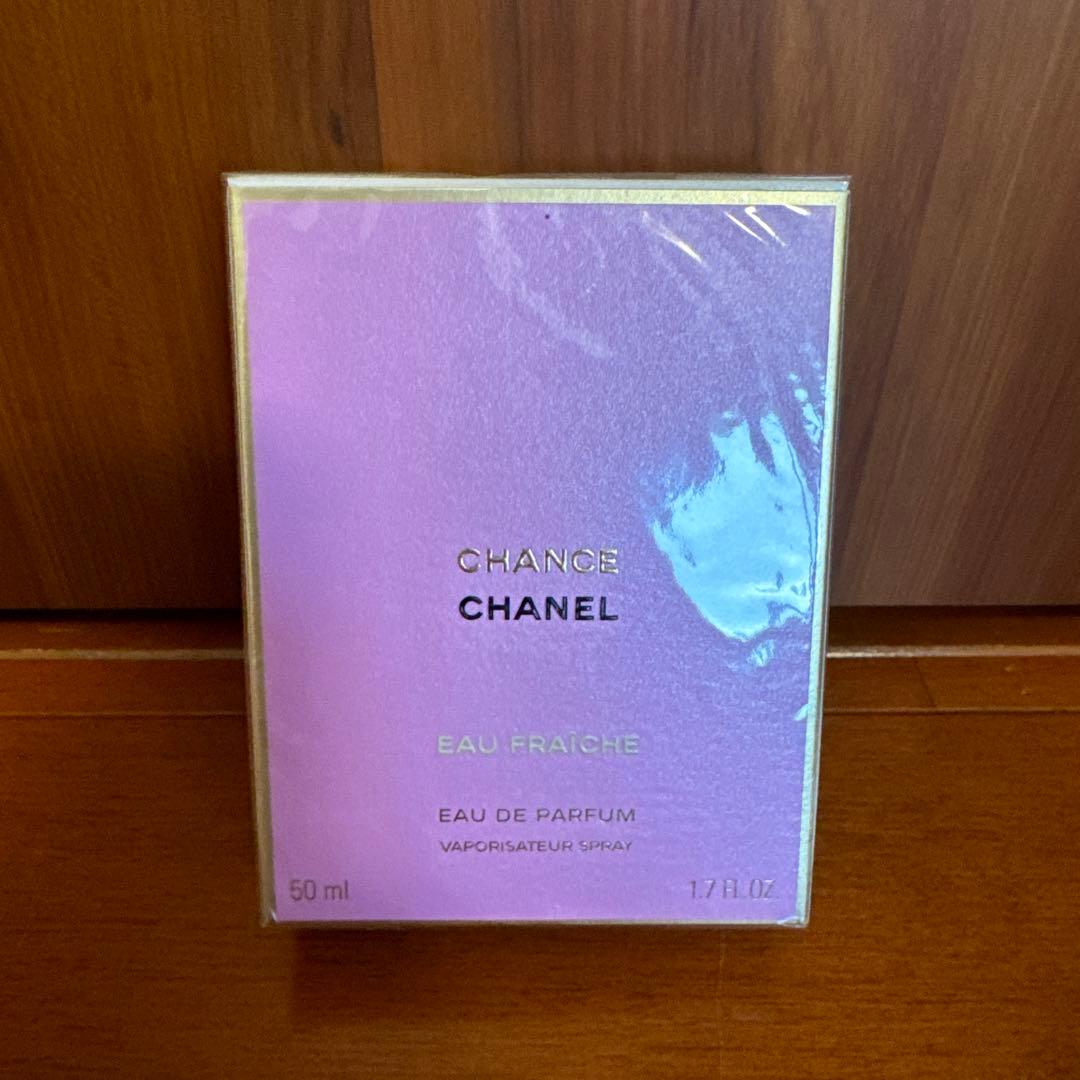 CHANCE
CHANEL
EAU FRAÎCHE
EAU DE PARFUM
VAPORISATEUR SPRAY
50 ml
1.7 FL.OZ.